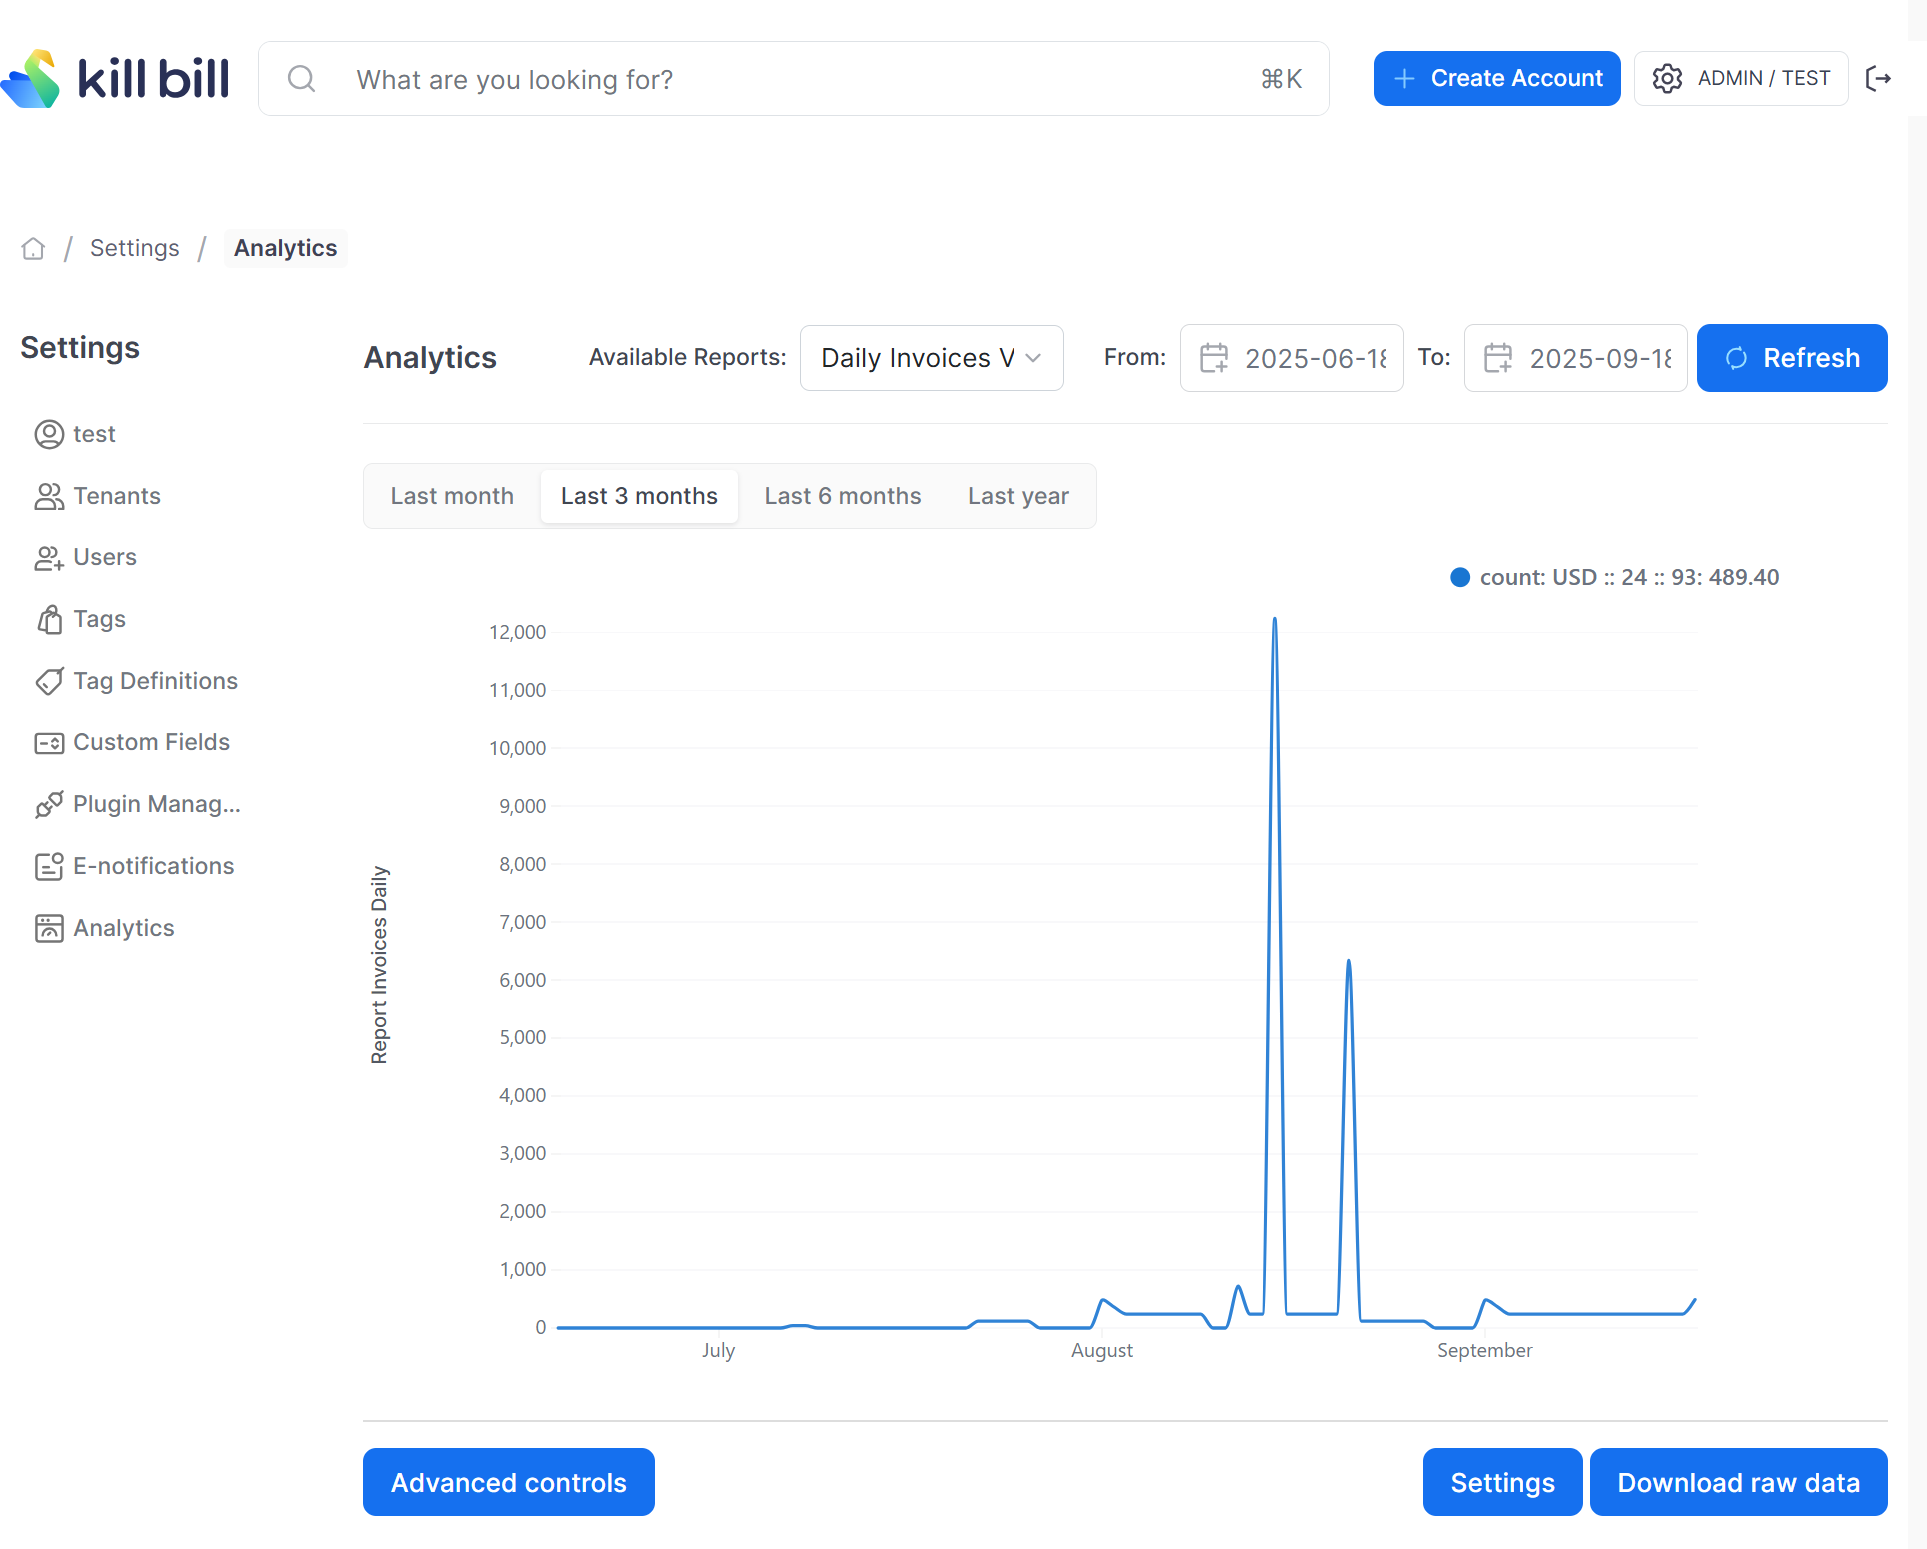 kill bill
What are you looking for?
⌘K
Create Account
ADMIN / TEST
/ Settings / Analytics
Settings
test
Tenants
Users
Tags
Tag Definitions
Custom Fields
Plugin Manag...
E-notifications
Analytics
Analytics
Available Reports:
Daily Invoices V
From:
2025-06-18
To:
2025-09-18
Refresh
Last month
Last 3 months
Last 6 months
Last year
count: USD :: 24 :: 93: 489.40
Report Invoices Daily
12,000
11,000
10,000
9,000
8,000
7,000
6,000
5,000
4,000
3,000
2,000
1,000
0
July
August
September
Advanced controls
Settings
Download raw data